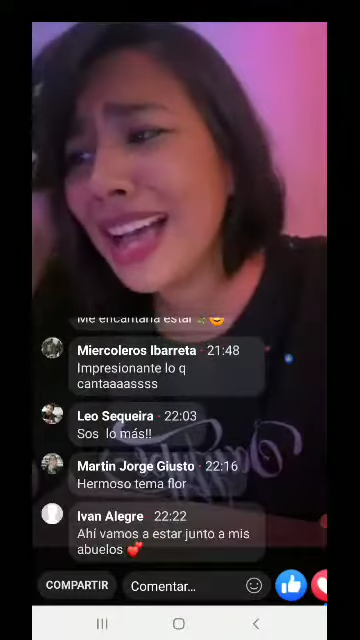 Me encantaría estar
Miercoleros Ibarreta · 21:48
Impresionante lo q
cantaaaassss
Leo Sequeira · 22:03
Sos lo más!!
Martin Jorge Giusto · 22:16
Hermoso tema flor
Ivan Alegre 22:22
Ahí vamos a estar junto a mis
abuelos 💕
COMPARTIR
Comentar...